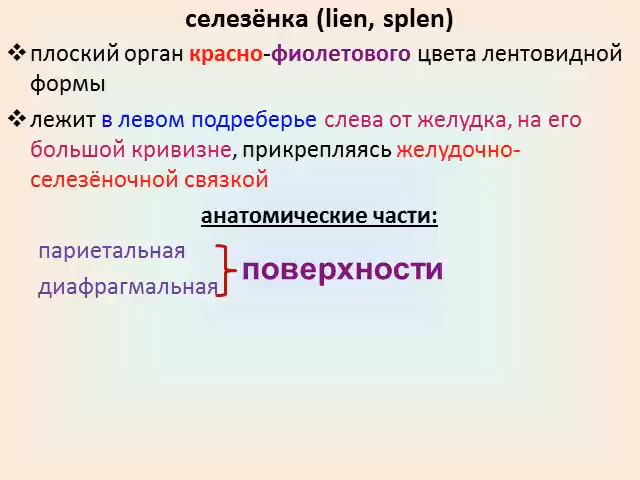 селезёнка (lien, splen)
плоский орган красно-фиолетового цвета лентовидной
формы
лежит в левом подреберье слева от желудка, на его
большой кривизне, прикрепляясь желудочно-
селезёночной связкой
анатомические части:
париетальная
диафрагмальная
поверхности